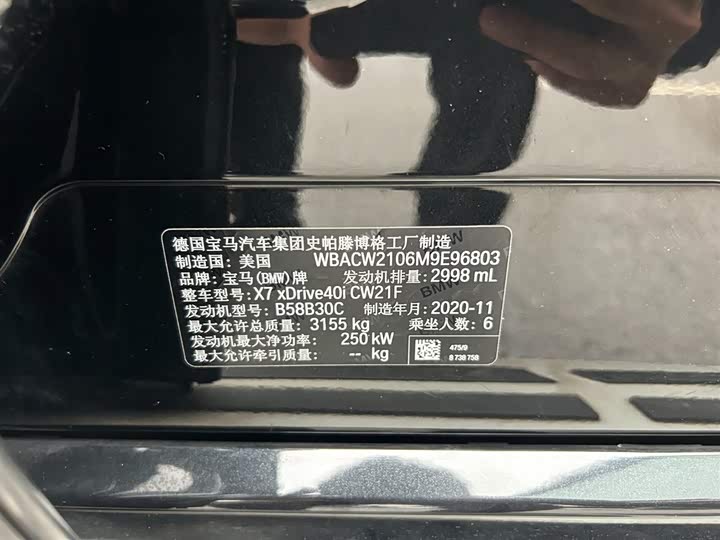 德国宝马汽车集团史帕滕博格工厂制造
制造国: 美国 WBACW2106M9E96803
品牌: 宝马(BMW)牌 发动机排量: 2998 mL
整车型号: X7 xDrive40i CW21F
发动机型号: B58B30C 制造年月: 2020-11
最大允许总质量: 3155 kg 乘坐人数: 6
发动机最大净功率: 250 kW
最大允许牵引质量: -- kg
475/9
8 738 758